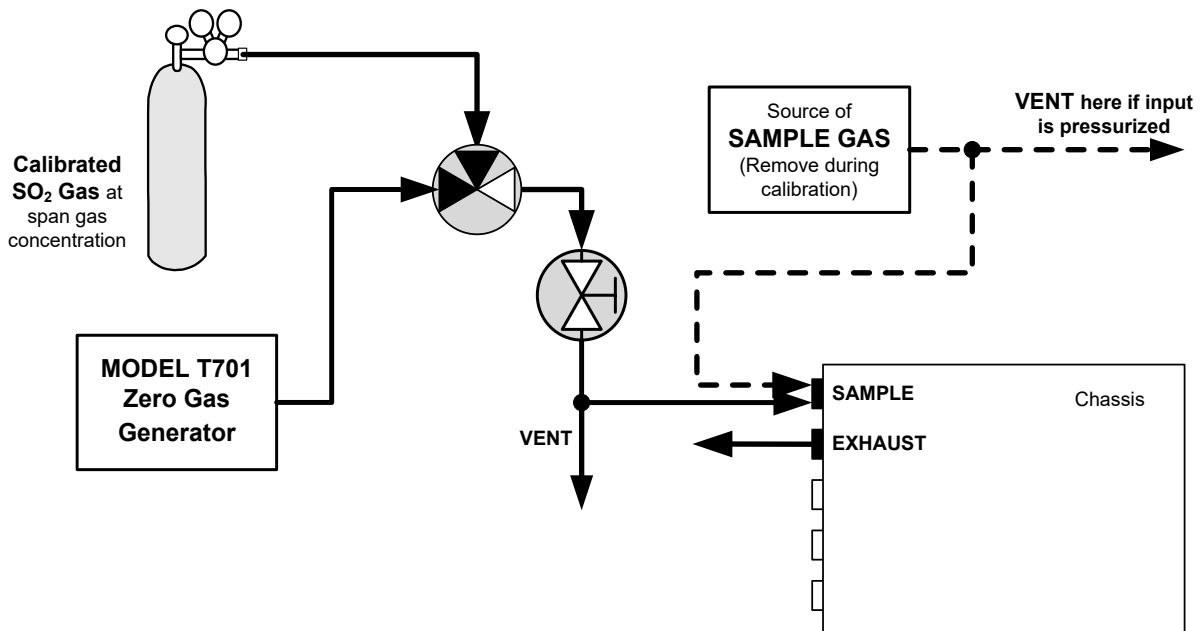 Calibrated
SO₂ Gas at
span gas
concentration
MODEL T701
Zero Gas
Generator
VENT
Source of
SAMPLE GAS
(Remove during
calibration)
VENT here if input
is pressurized
SAMPLE
EXHAUST
Chassis